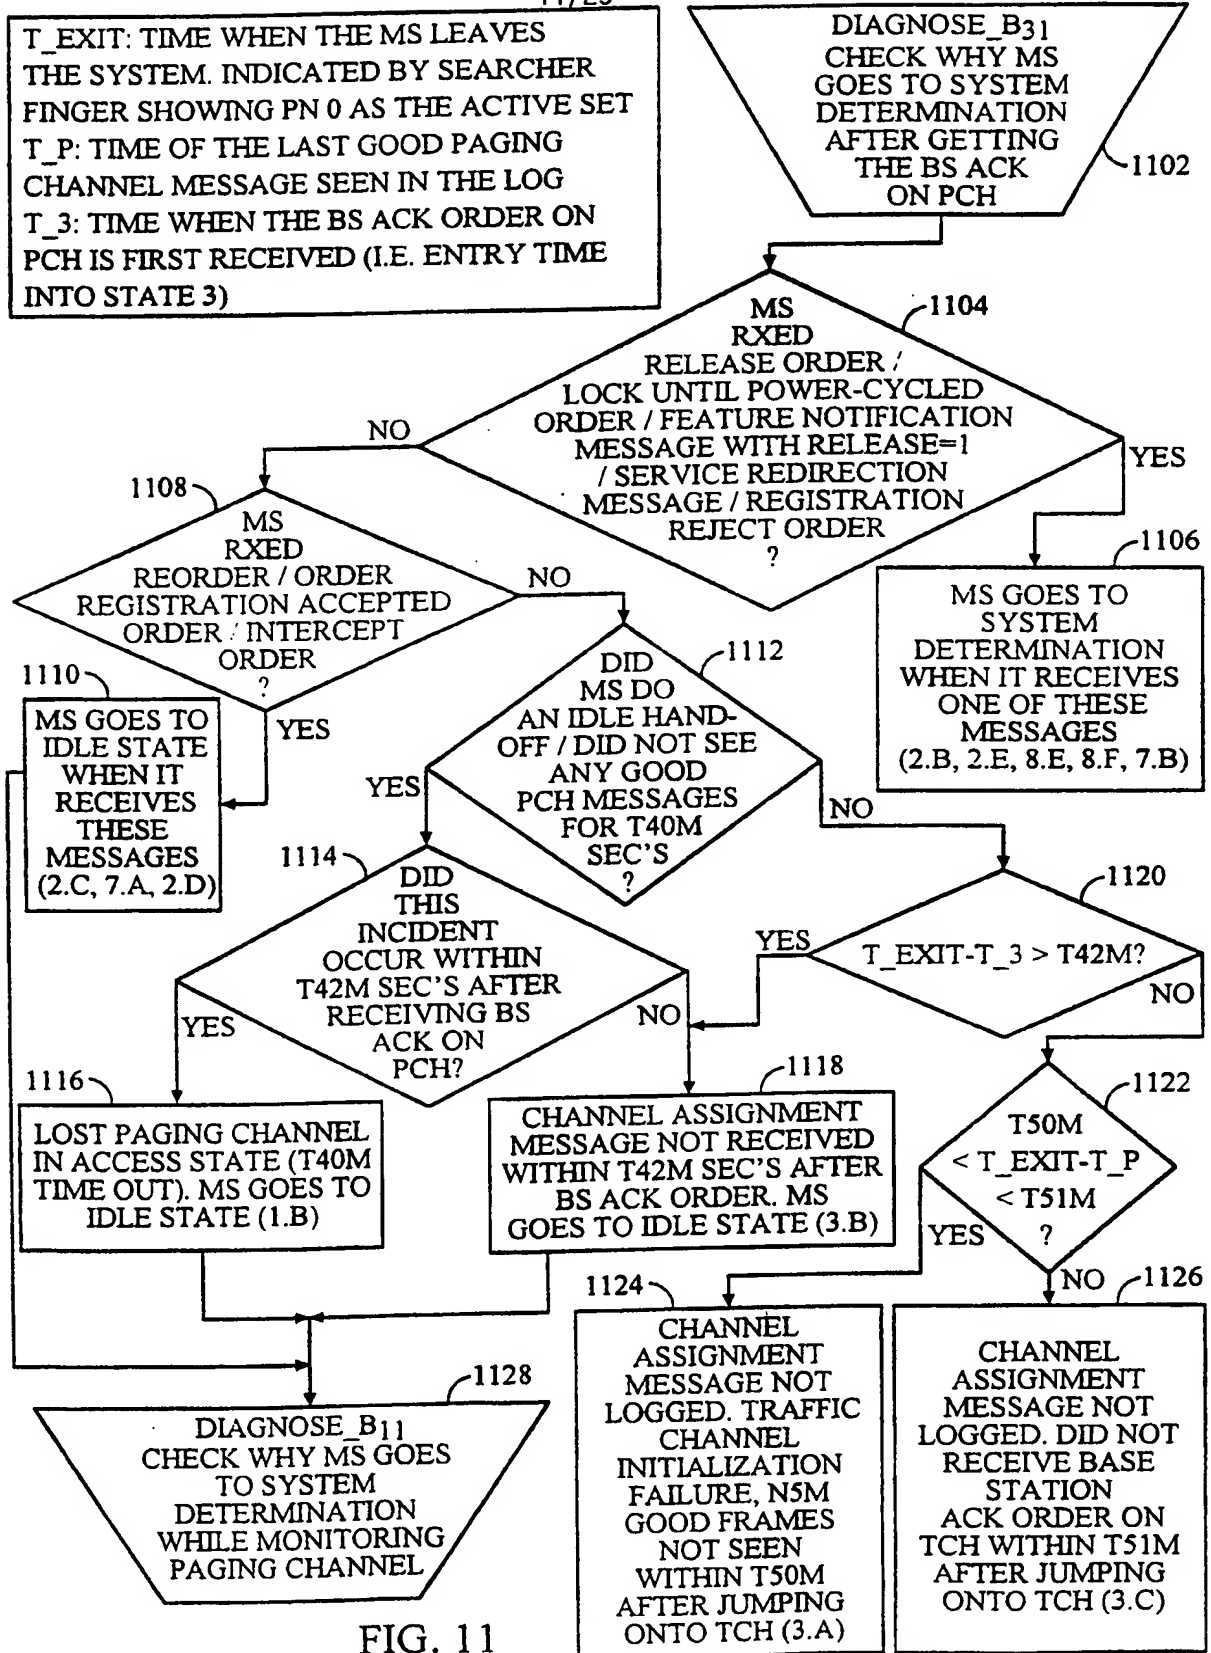 T_EXIT: TIME WHEN THE MS LEAVES
THE SYSTEM. INDICATED BY SEARCHER
FINGER SHOWING PN 0 AS THE ACTIVE SET
T_P: TIME OF THE LAST GOOD PAGING
CHANNEL MESSAGE SEEN IN THE LOG
T_3: TIME WHEN THE BS ACK ORDER ON
PCH IS FIRST RECEIVED (I.E. ENTRY TIME
INTO STATE 3)
DIAGNOSE_B31
CHECK WHY MS
GOES TO SYSTEM
DETERMINATION
AFTER GETTING
THE BS ACK
ON PCH
1102
MS
RXED
RELEASE ORDER /
LOCK UNTIL POWER-CYCLED
ORDER / FEATURE NOTIFICATION
MESSAGE WITH RELEASE=1
/ SERVICE REDIRECTION
MESSAGE / REGISTRATION
REJECT ORDER
?
1104
NO
YES
1106
MS GOES TO
SYSTEM
DETERMINATION
WHEN IT RECEIVES
ONE OF THESE
MESSAGES
(2.B, 2.E, 8.E, 8.F, 7.B)
1108
MS
RXED
REORDER / ORDER
REGISTRATION ACCEPTED
ORDER / INTERCEPT
ORDER
?
NO
YES
1110
MS GOES TO
IDLE STATE
WHEN IT
RECEIVES
THESE
MESSAGES
(2.C, 7.A, 2.D)
1112
DID
MS DO
AN IDLE HAND-
OFF / DID NOT SEE
ANY GOOD
PCH MESSAGES
FOR T40M
SEC'S
?
YES
NO
1114
DID
THIS
INCIDENT
OCCUR WITHIN
T42M SEC'S AFTER
RECEIVING BS
ACK ON
PCH?
YES
NO
1120
T_EXIT-T_3 > T42M?
YES
NO
1116
LOST PAGING CHANNEL
IN ACCESS STATE (T40M
TIME OUT). MS GOES TO
IDLE STATE (1.B)
1118
CHANNEL ASSIGNMENT
MESSAGE NOT RECEIVED
WITHIN T42M SEC'S AFTER
BS ACK ORDER. MS
GOES TO IDLE STATE (3.B)
1122
T50M
< T_EXIT-T_P
< T51M
?
YES
NO
1124
CHANNEL
ASSIGNMENT
MESSAGE NOT
LOGGED. TRAFFIC
CHANNEL
INITIALIZATION
FAILURE, N5M
GOOD FRAMES
NOT SEEN
WITHIN T50M
AFTER JUMPING
ONTO TCH (3.A)
1126
CHANNEL
ASSIGNMENT
MESSAGE NOT
LOGGED. DID NOT
RECEIVE BASE
STATION
ACK ORDER ON
TCH WITHIN T51M
AFTER JUMPING
ONTO TCH (3.C)
1128
DIAGNOSE_B11
CHECK WHY MS GOES
TO SYSTEM
DETERMINATION
WHILE MONITORING
PAGING CHANNEL
FIG. 11